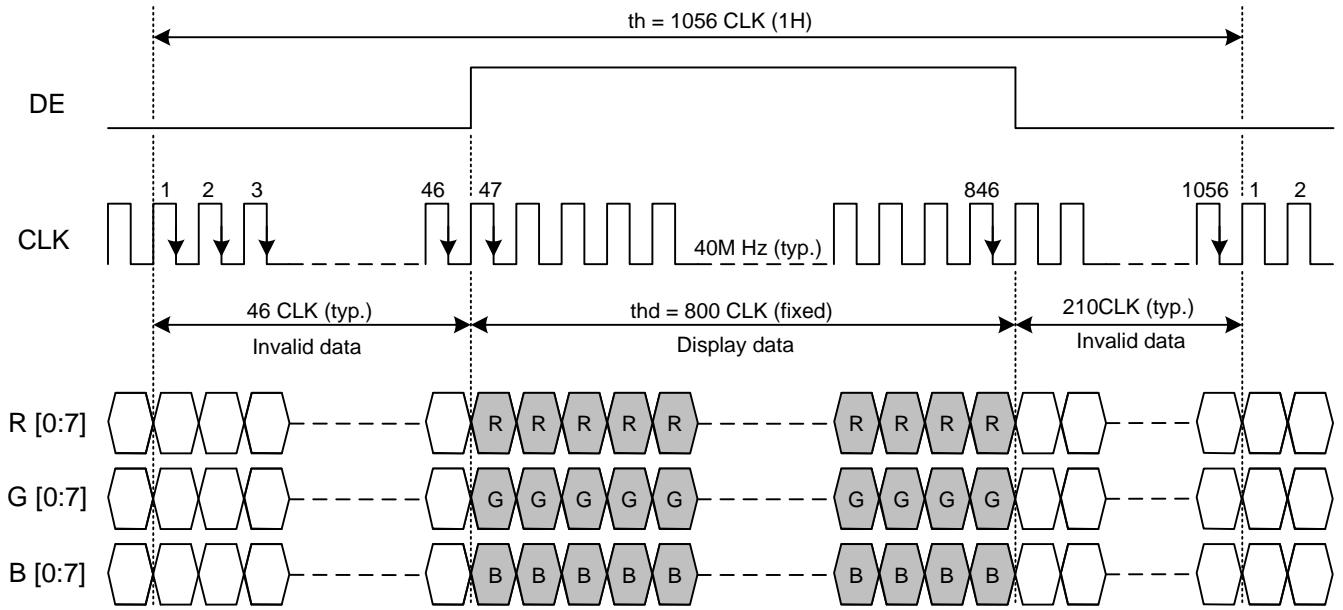 th = 1056 CLK (1H)
DE
1 2 3 46 47 846 1056 1 2
CLK
40M Hz (typ.)
46 CLK (typ.) thd = 800 CLK (fixed) 210CLK (typ.)
Invalid data Display data Invalid data
R [0:7] R R R R R R R R R
G [0:7] G G G G G G G G G
B [0:7] B B B B B B B B B